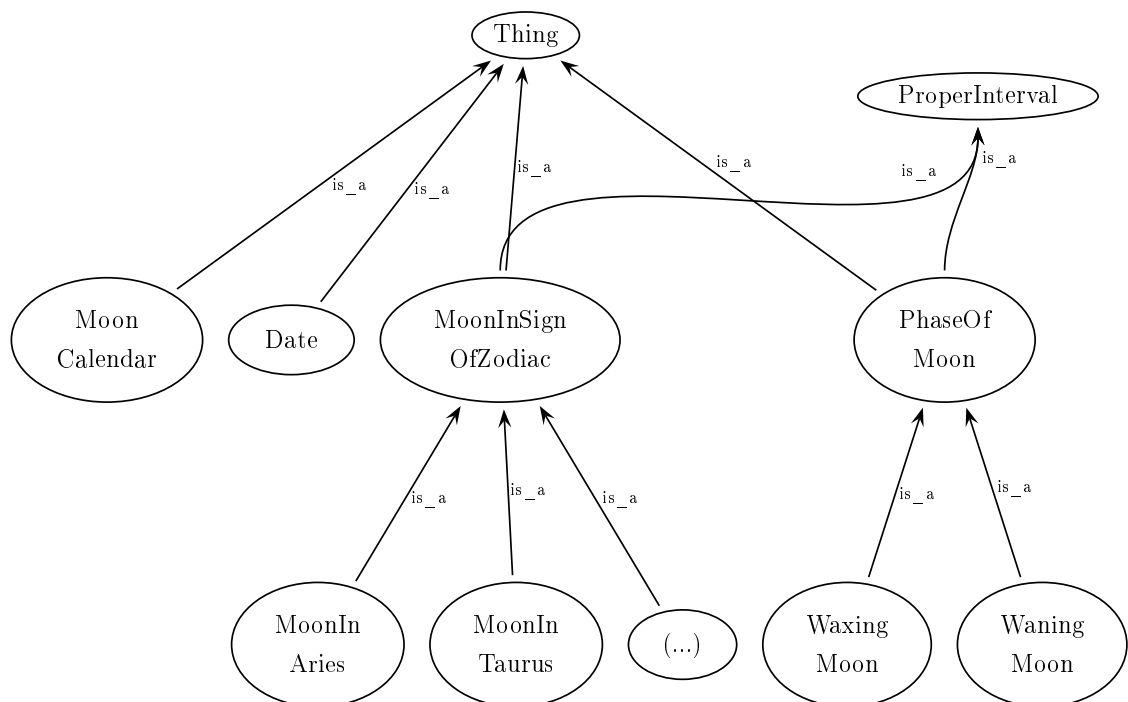 Thing
ProperInterval
is_a
is_a
is_a
is_a
is_a
is_a
Moon
Calendar
Date
MoonInSign
OfZodiac
PhaseOf
Moon
is_a
is_a
is_a
is_a
is_a
MoonIn
Aries
MoonIn
Taurus
(...)
Waxing
Moon
Waning
Moon